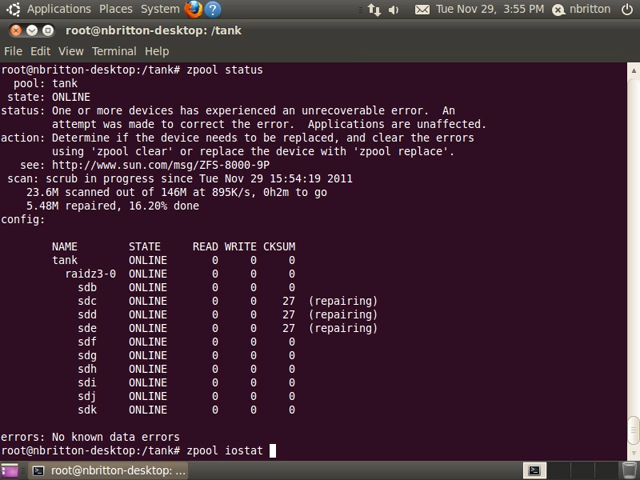 Applications Places System Tue Nov 29, 3:55 PM nbritton
root@nbritton-desktop: /tank
File Edit View Terminal Help
root@nbritton-desktop:/tank# zpool status
  pool: tank
 state: ONLINE
status: One or more devices has experienced an unrecoverable error.  An
        attempt was made to correct the error.  Applications are unaffected.
action: Determine if the device needs to be replaced, and clear the errors
        using 'zpool clear' or replace the device with 'zpool replace'.
   see: http://www.sun.com/msg/ZFS-8000-9P
 scan: scrub in progress since Tue Nov 29 15:54:19 2011
    23.6M scanned out of 146M at 895K/s, 0h2m to go
    5.48M repaired, 16.20% done
config:
        NAME        STATE     READ WRITE CKSUM
        tank        ONLINE       0     0     0
          raidz3-0  ONLINE       0     0     0
            sdb     ONLINE       0     0     0
            sdc     ONLINE       0     0    27  (repairing)
            sdd     ONLINE       0     0    27  (repairing)
            sde     ONLINE       0     0    27  (repairing)
            sdf     ONLINE       0     0     0
            sdg     ONLINE       0     0     0
            sdh     ONLINE       0     0     0
            sdi     ONLINE       0     0     0
            sdj     ONLINE       0     0     0
            sdk     ONLINE       0     0     0
errors: No known data errors
root@nbritton-desktop:/tank# zpool iostat
root@nbritton-desktop: ...